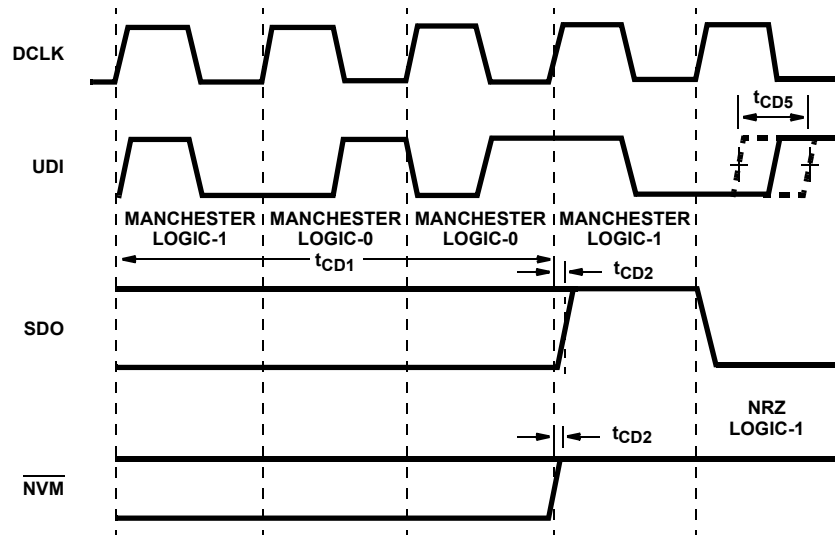 DCLK
tCD5
UDI
MANCHESTER LOGIC-1
MANCHESTER LOGIC-0
MANCHESTER LOGIC-0
MANCHESTER LOGIC-1
tCD1
tCD2
SDO
NRZ
LOGIC-1
tCD2
NVM